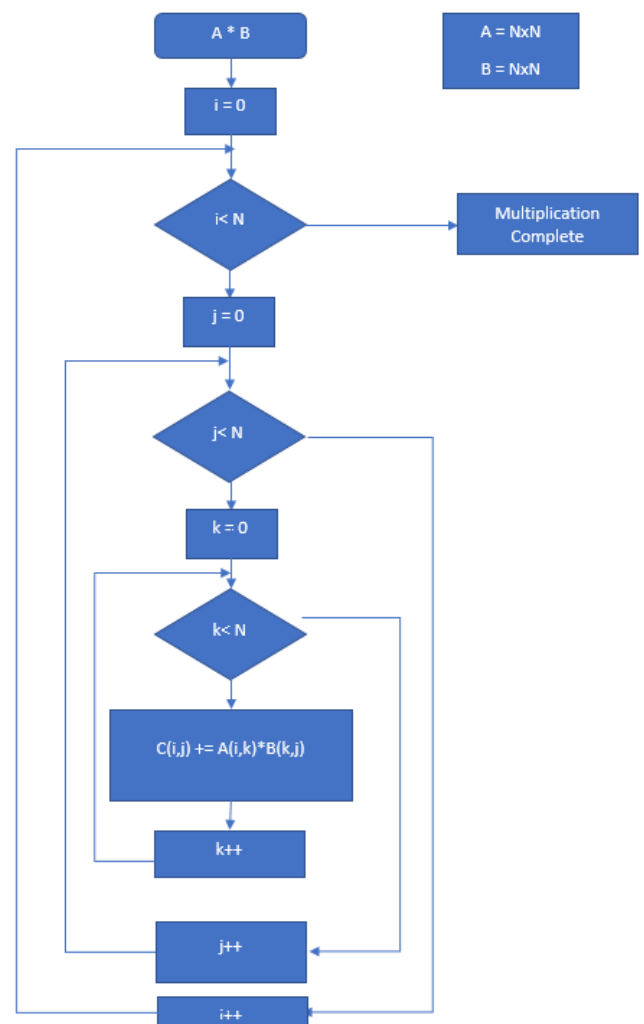 A * B
A = NxN
B = NxN
i = 0
i< N
Multiplication
Complete
j = 0
j< N
k = 0
k< N
C(i,j) += A(i,k)*B(k,j)
k++
j++
i++